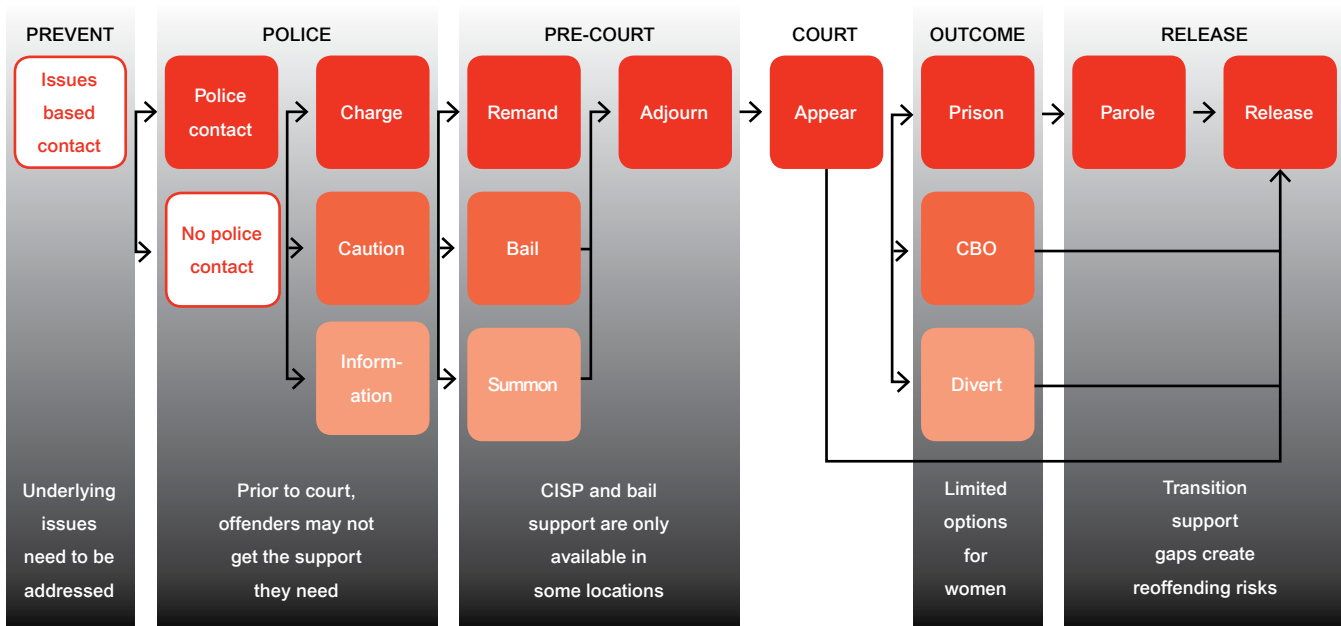 PREVENT
POLICE
PRE-COURT
COURT
OUTCOME
RELEASE
Issues
based
contact
Police
contact
Charge
Remand
Adjourn
Appear
Prison
Parole
Release
No police
contact
Caution
Bail
CBO
Inform-
ation
Summon
Divert
Underlying
issues
need to be
addressed
Prior to court,
offenders may not
get the support
they need
CISP and bail
support are only
available in
some locations
Limited
options
for
women
Transition
support
gaps create
reoffending risks